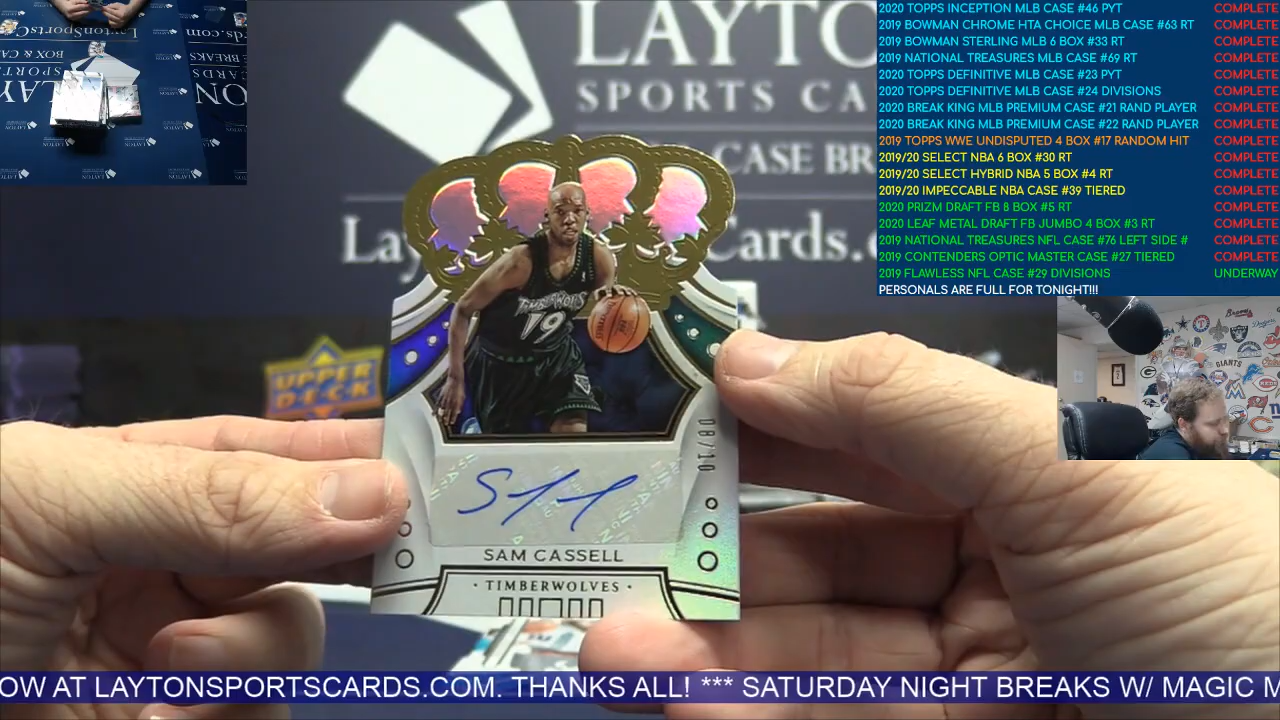 2020 TOPPS INCEPTION MLB CASE #46 PYT COMPLETE
2019 BOWMAN CHROME HTA CHOICE MLB CASE #63 RT COMPLETE
2019 BOWMAN STERLING MLB 6 BOX #33 RT COMPLETE
2019 NATIONAL TREASURES MLB CASE #69 RT COMPLETE
2020 TOPPS DEFINITIVE MLB CASE #23 PYT COMPLETE
2020 TOPPS DEFINITIVE MLB CASE #24 DIVISIONS COMPLETE
2020 BREAK KING MLB PREMIUM CASE #21 RAND PLAYER COMPLETE
2020 BREAK KING MLB PREMIUM CASE #22 RAND PLAYER COMPLETE
2019 TOPPS WWE UNDISPUTED 4 BOX #17 RANDOM HIT COMPLETE
2019/20 SELECT NBA 6 BOX #30 RT COMPLETE
2019/20 SELECT HYBRID NBA 5 BOX #4 RT COMPLETE
2019/20 IMPECCABLE NBA CASE #39 TIERED COMPLETE
2020 PRIZM DRAFT FB 8 BOX #5 RT COMPLETE
2020 LEAF METAL DRAFT FB JUMBO 4 BOX #3 RT COMPLETE
2019 NATIONAL TREASURES NFL CASE #76 LEFT SIDE # COMPLETE
2019 CONTENDERS OPTIC MASTER CASE #27 TIERED COMPLETE
2019 FLAWLESS NFL CASE #29 DIVISIONS UNDERWAY
PERSONALS ARE FULL FOR TONIGHT!!!
LAYTO
SPORTS CA
CASE BR
Lay
Cards.com
UPPER
DECK
TIMBERWOLVES
19
08/10
SAM CASSELL
· TIMBERWOLVES ·
GIANTS
Braves
REDS
OW AT LAYTONSPORTSCARDS.COM. THANKS ALL! *** SATURDAY NIGHT BREAKS W/ MAGIC M